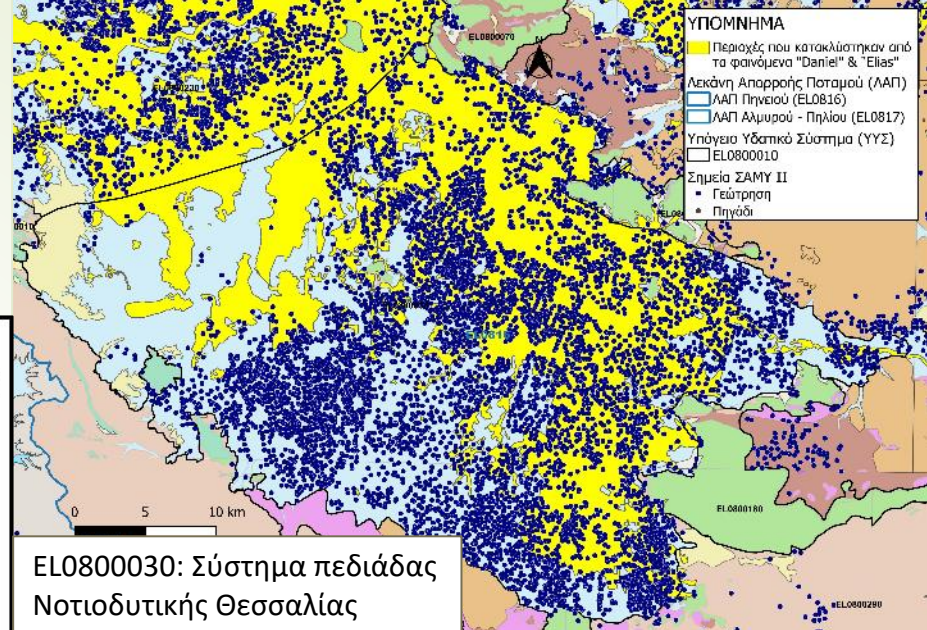 ΥΠΟΜΝΗΜΑ
Περιοχές που κατακλύστηκαν από
τα φαινόμενα "Daniel" & "Elias"
Λεκάνη Απορροής Ποταμού (ΛΑΠ)
ΛΑΠ Πηνειού (EL0816)
ΛΑΠ Αλμυρού - Πηλίου (EL0817)
Υπόγειο Υδατικό Σύστημα (ΥΥΣ)
EL0800010
Σημεία ΣΑΜΥ ΙΙ
Γεώτρηση
Πηγάδι
N
EL0800070
EL0800180
EL0800290
0 5 10 km
EL0800030: Σύστημα πεδιάδας
Νοτιοδυτικής Θεσσαλίας